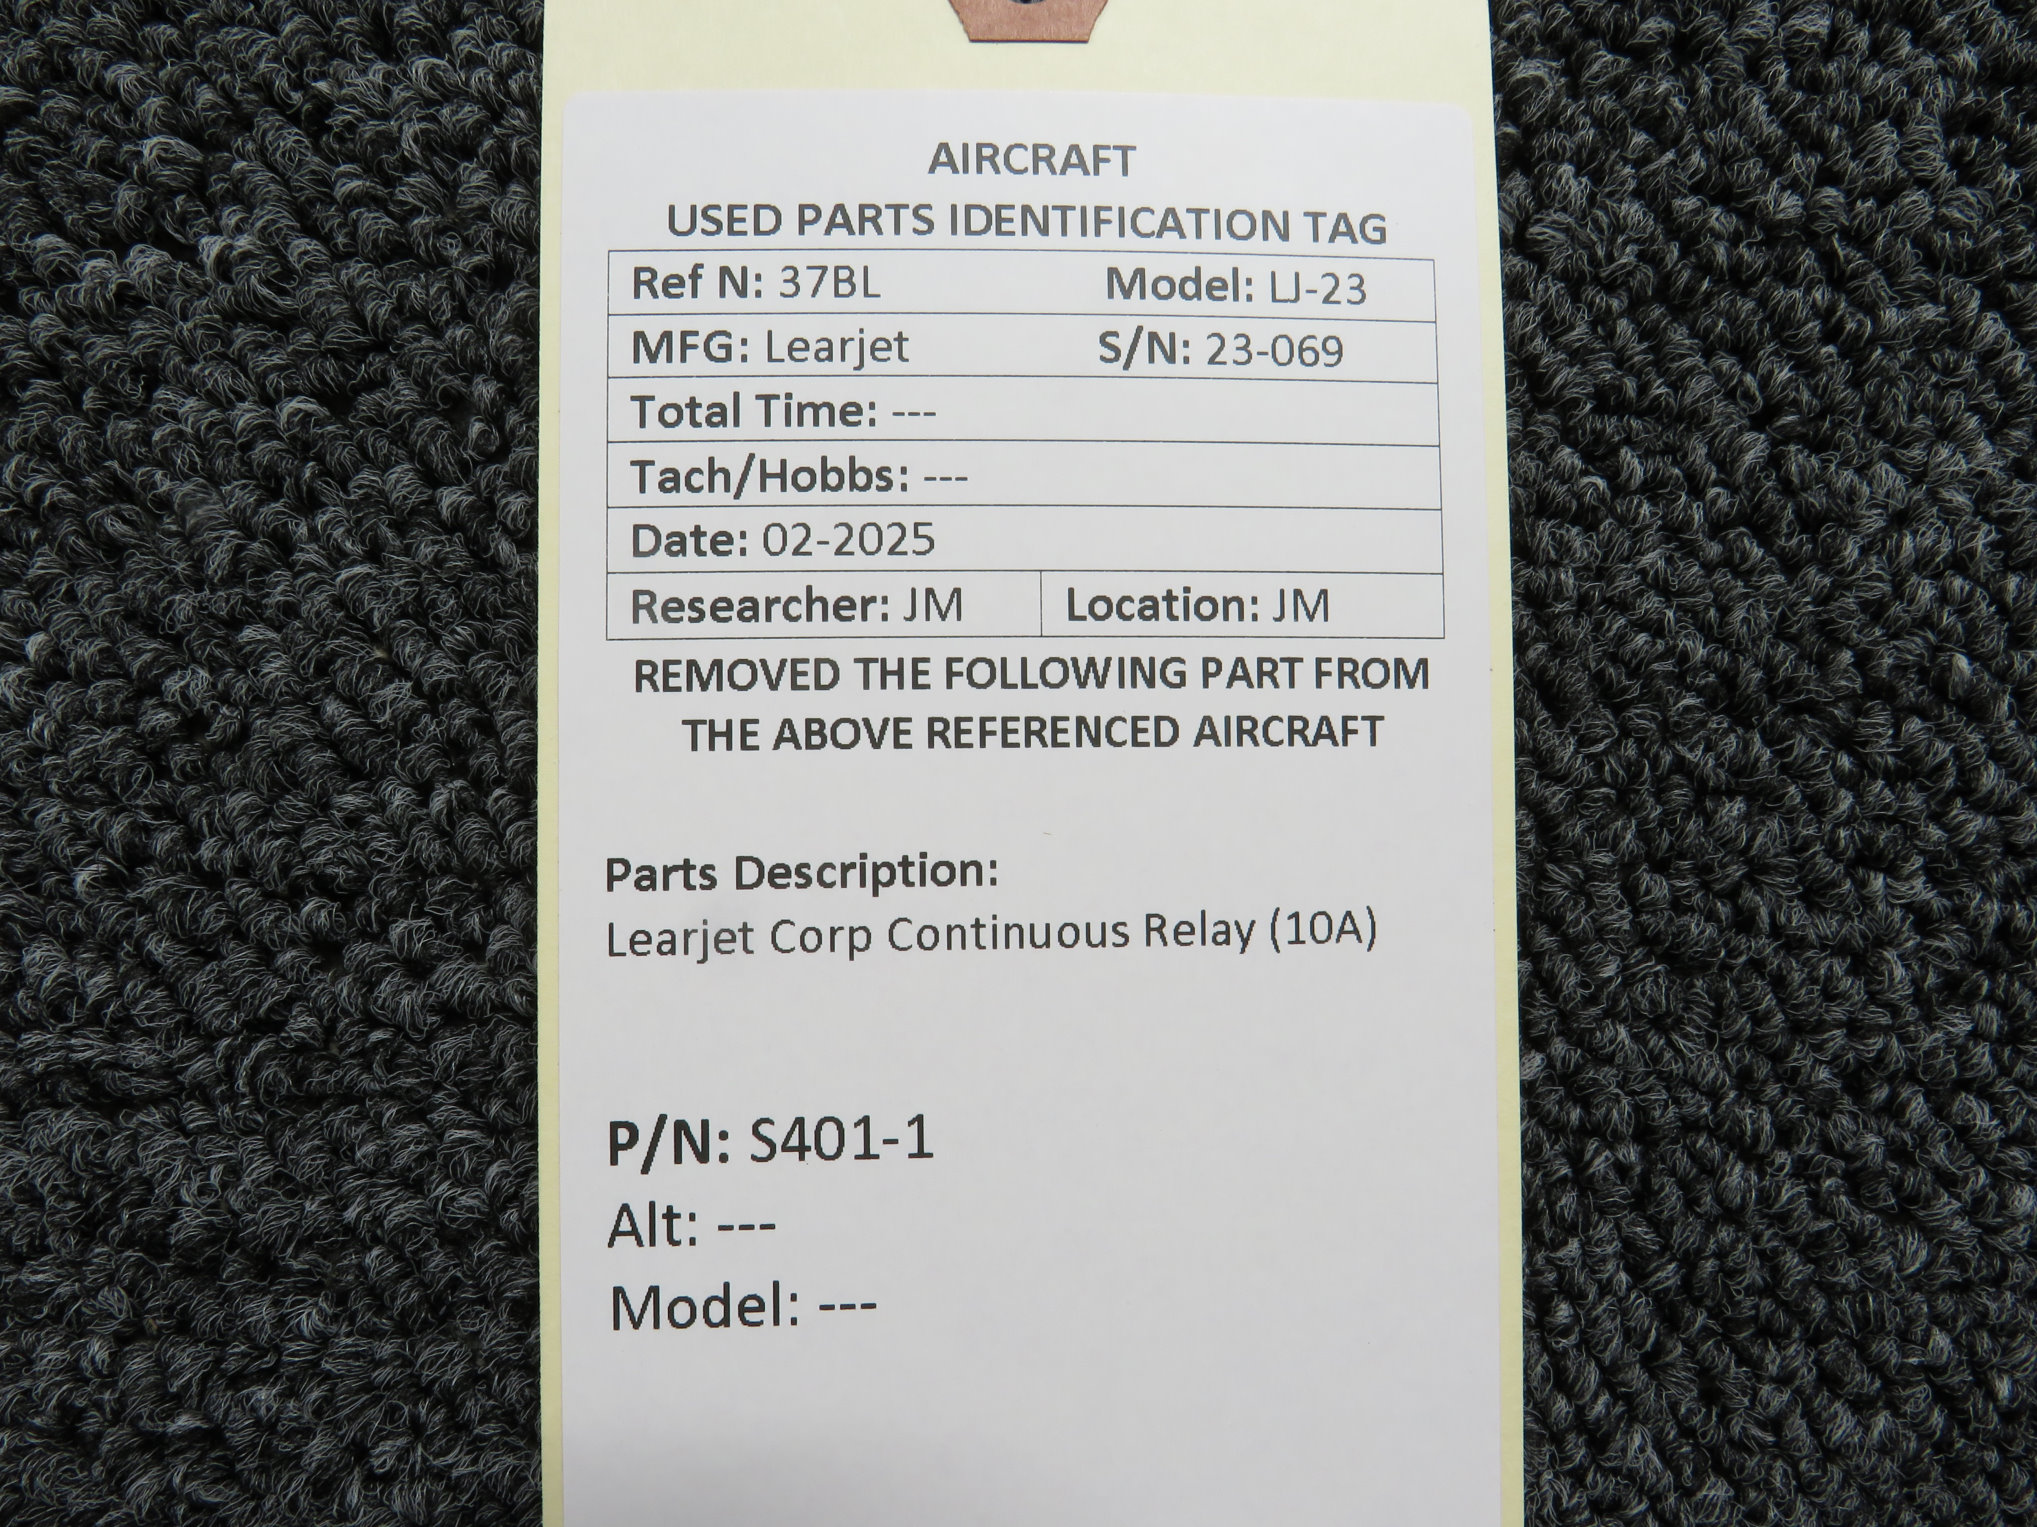 AIRCRAFT
USED PARTS IDENTIFICATION TAG
Ref N: 37BL Model: LJ-23
MFG: Learjet S/N: 23-069
Total Time: ---
Tach/Hobbs: ---
Date: 02-2025
Researcher: JM Location: JM
REMOVED THE FOLLOWING PART FROM
THE ABOVE REFERENCED AIRCRAFT
Parts Description:
Learjet Corp Continuous Relay (10A)
P/N: S401-1
Alt: ---
Model: ---